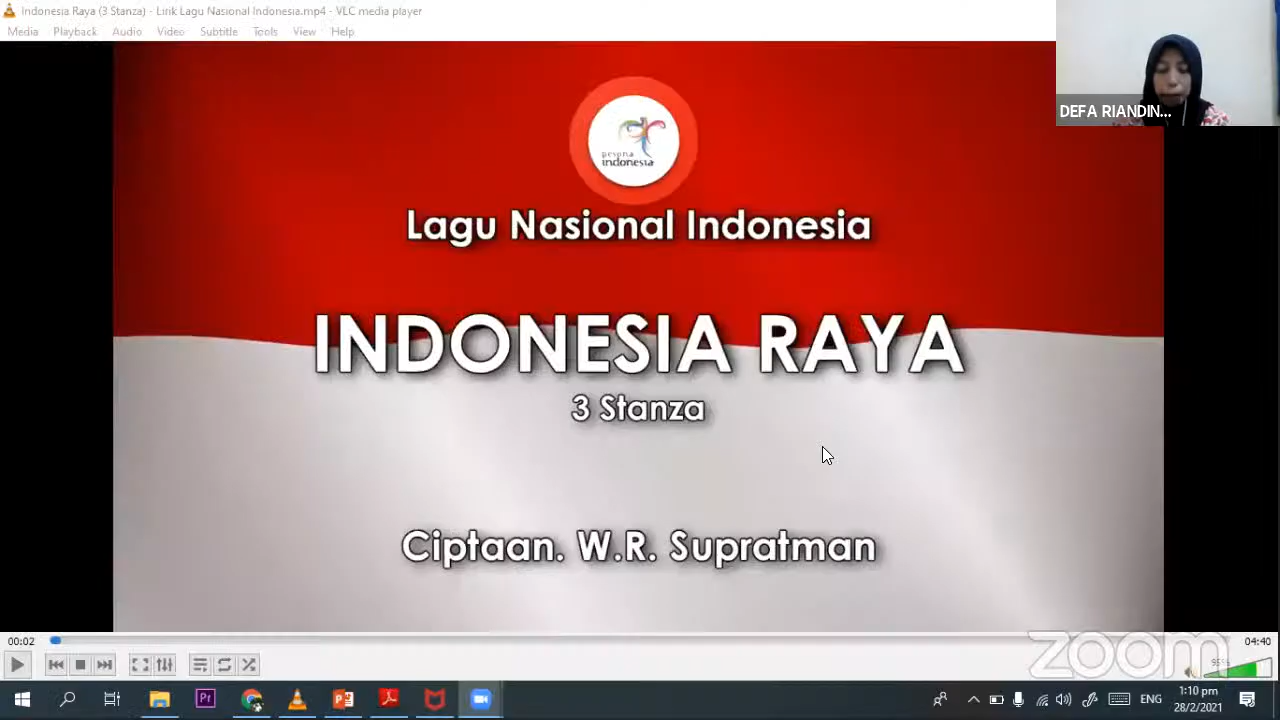 Indonesia Raya (3 Stanza) - Lirik Lagu Nasional Indonesia.mp4 - VLC media player
Media Playback Audio Video Subtitle Tools View Help
DEFA RIANDIN...
pesona
indonesia
Lagu Nasional Indonesia
INDONESIA RAYA
3 Stanza
Ciptaan. W.R. Supratman
00:02
04:40
zoom
95%
Pr
ENG
1:10 pm
28/2/2021